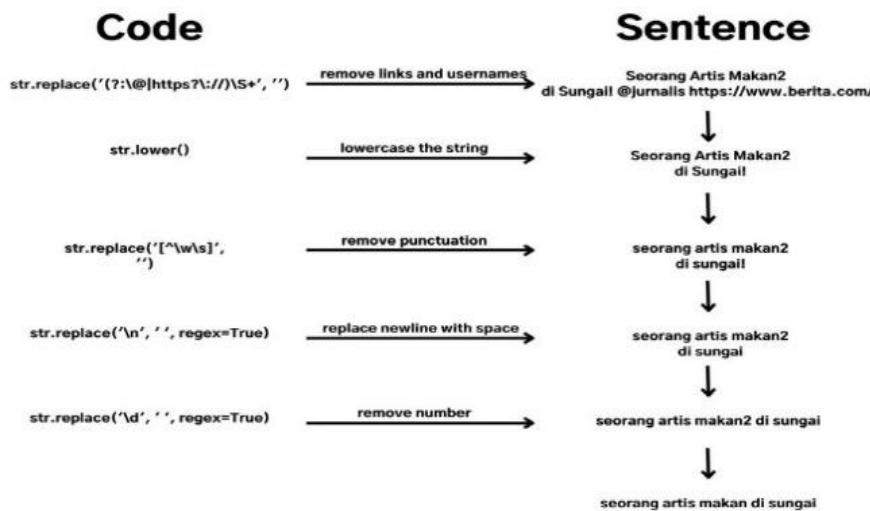 Code
Sentence
str.replace('(?:\@|https?\://)\S+', '')
remove links and usernames
Seorang Artis Makan2
di Sungai! @jurnalis https://www.berita.com/
str.lower()
lowercase the string
Seorang Artis Makan2
di Sungai!
str.replace('[^\w\s]',
'')
remove punctuation
seorang artis makan2
di sungai!
str.replace('\n', ' ', regex=True)
replace newline with space
seorang artis makan2
di sungai
str.replace('\d', ' ', regex=True)
remove number
seorang artis makan2 di sungai
seorang artis makan di sungai